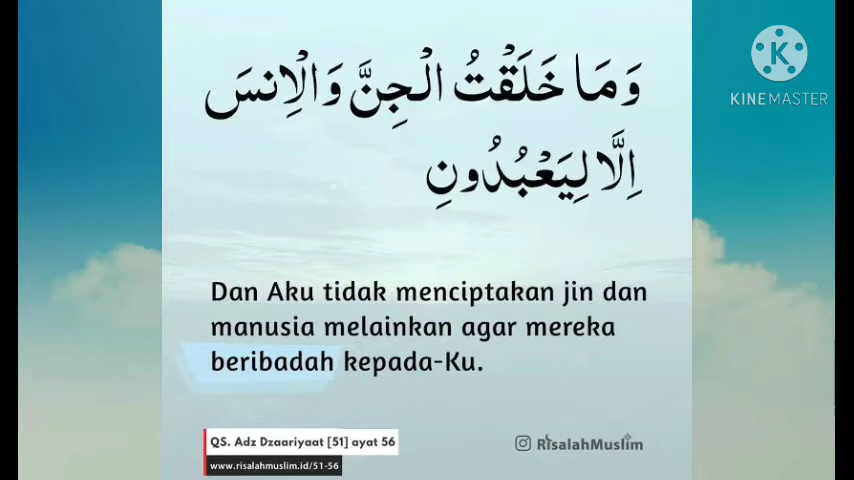 وَمَا خَلَقْتُ الْجِنَّ وَالْاِنْسَ
اِلَّا لِيَعْبُدُونِ
Dan Aku tidak menciptakan jin dan
manusia melainkan agar mereka
beribadah kepada-Ku.
QS. Adz Dzaariyaat [51] ayat 56
www.risalahmuslim.id/51-56
RisalahMuslim
K
KINEMASTER